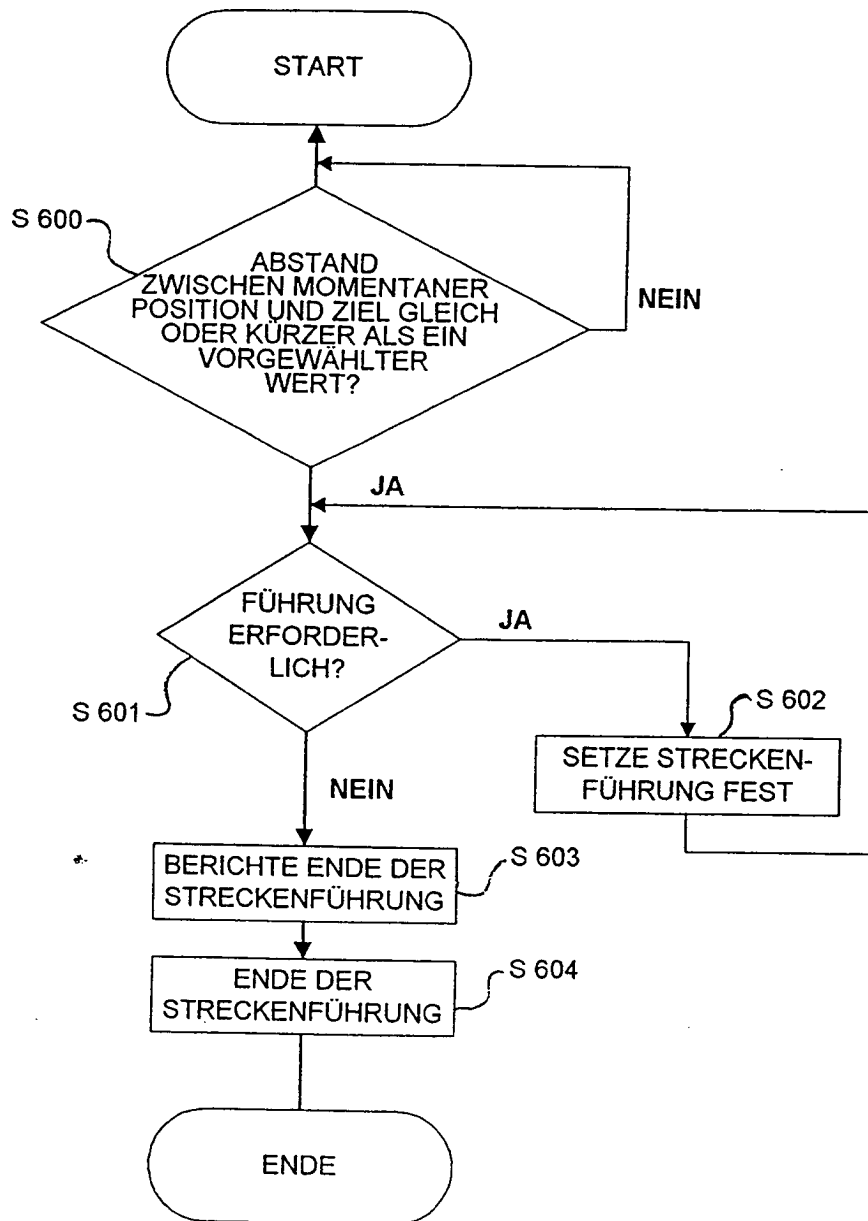 START
S 600
ABSTAND
ZWISCHEN MOMENTANER
POSITION UND ZIEL GLEICH
ODER KÜRZER ALS EIN
VORGEWÄHLTER
WERT?
NEIN
JA
FÜHRUNG
ERFORDER-
LICH?
JA
S 601
S 602
SETZE STRECKEN-
FÜHRUNG FEST
NEIN
BERICHTE ENDE DER
STRECKENFÜHRUNG
S 603
ENDE DER
STRECKENFÜHRUNG
S 604
ENDE